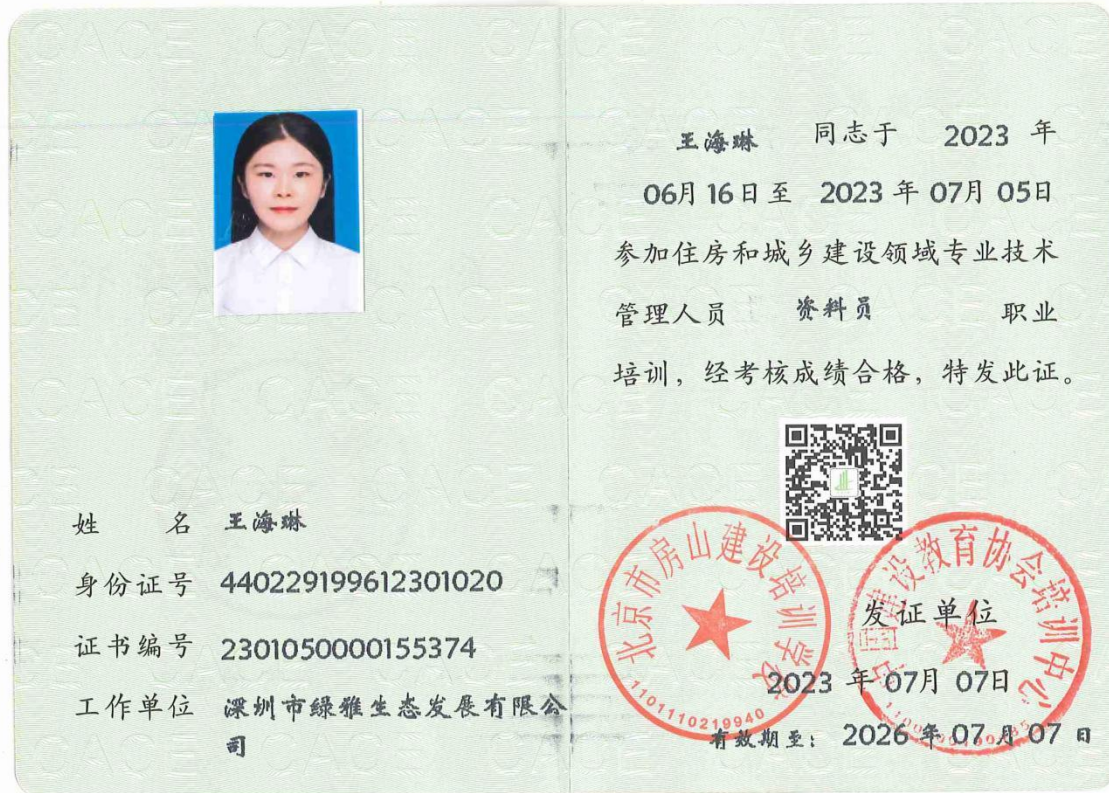 姓 名 王海琳
身份证号 440229199612301020
证书编号 2301050000155374
工作单位 深圳市绿雅生态发展有限公
司
王海琳 同志于 2023 年
06月 16日 至 2023 年 07月 05日
参加住房和城乡建设领域专业技术
管理人员 资料员 职业
培训，经考核成绩合格，特发此证。
北京市房山建设培训学校
1101110219940
中国建设教育协会培训中心
发证单位
2023 年 07月 07日
有效期至： 2026 年 07 月 07 日
CACE